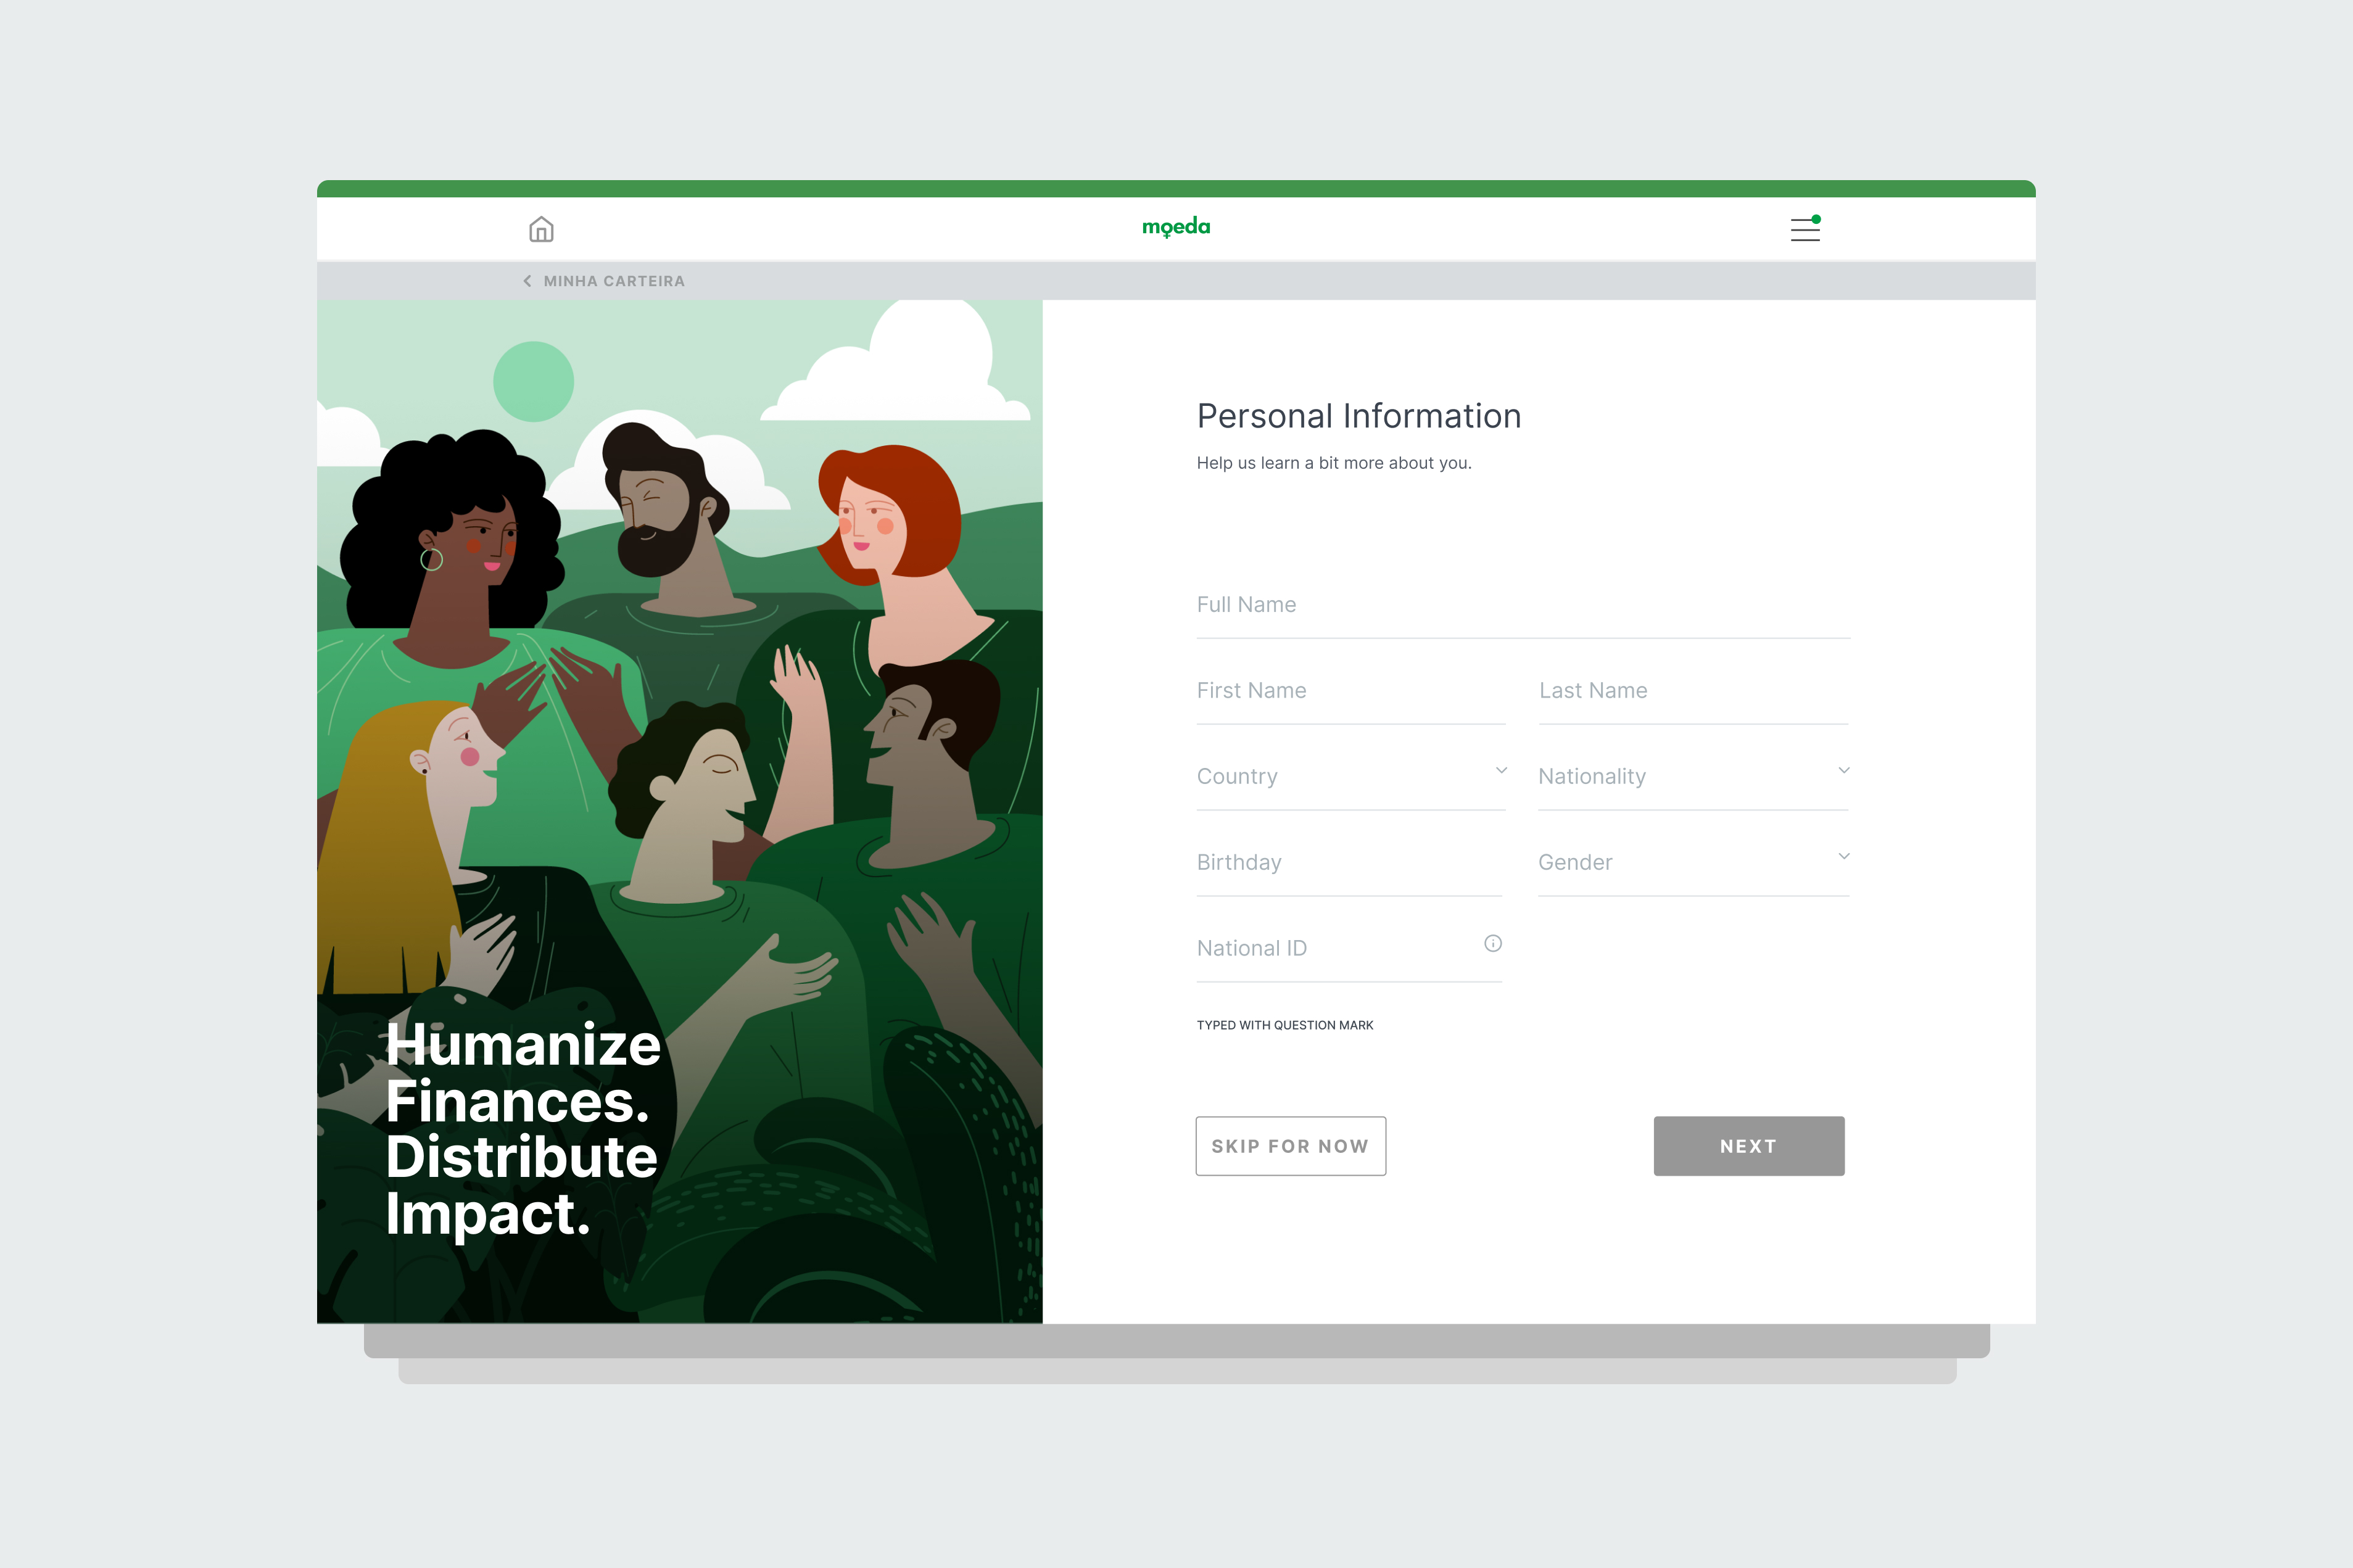 moeda
MINHA CARTEIRA
Humanize
Finances.
Distribute
Impact.
Personal Information
Help us learn a bit more about you.
Full Name
First Name
Last Name
Country
Nationality
Birthday
Gender
National ID
TYPED WITH QUESTION MARK
SKIP FOR NOW
NEXT